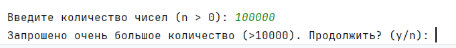 Введите количество чисел (n > 0): 100000
Запрошено очень большое количество (>10000). Продолжить? (y/n):